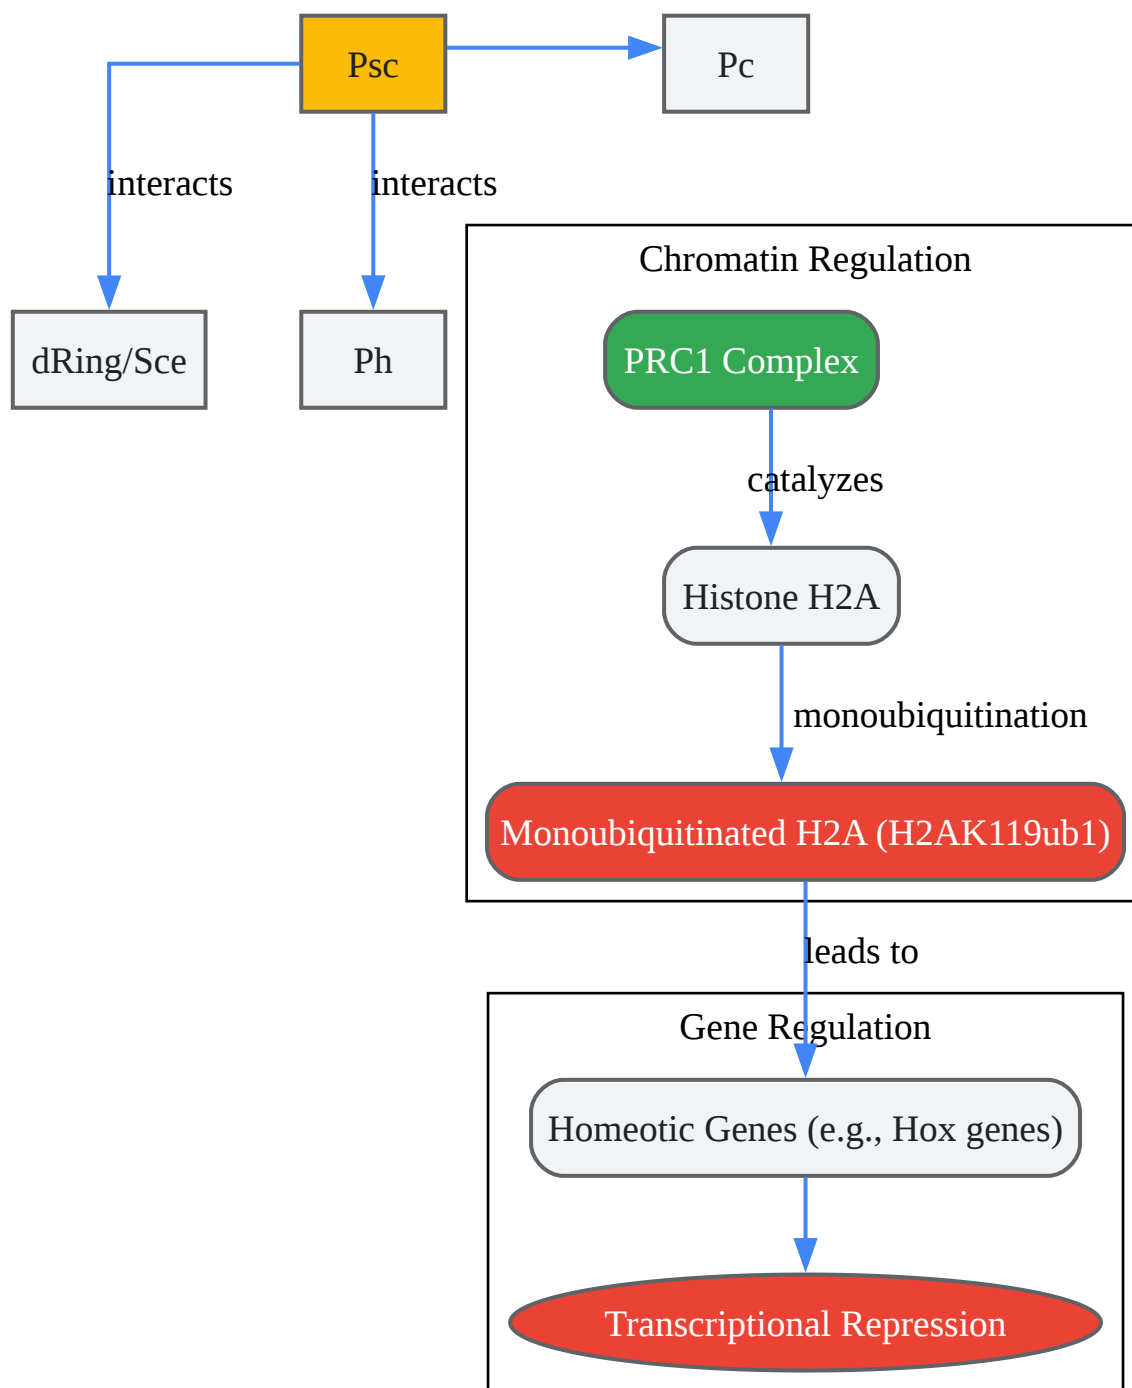 Psc
Pc
interacts
interacts
Chromatin Regulation
dRing/Sce
Ph
PRC1 Complex
catalyzes
Histone H2A
monoubiquitination
Monoubiquitinated H2A (H2AK119ub1)
leads to
Gene Regulation
Homeotic Genes (e.g., Hox genes)
Transcriptional Repression